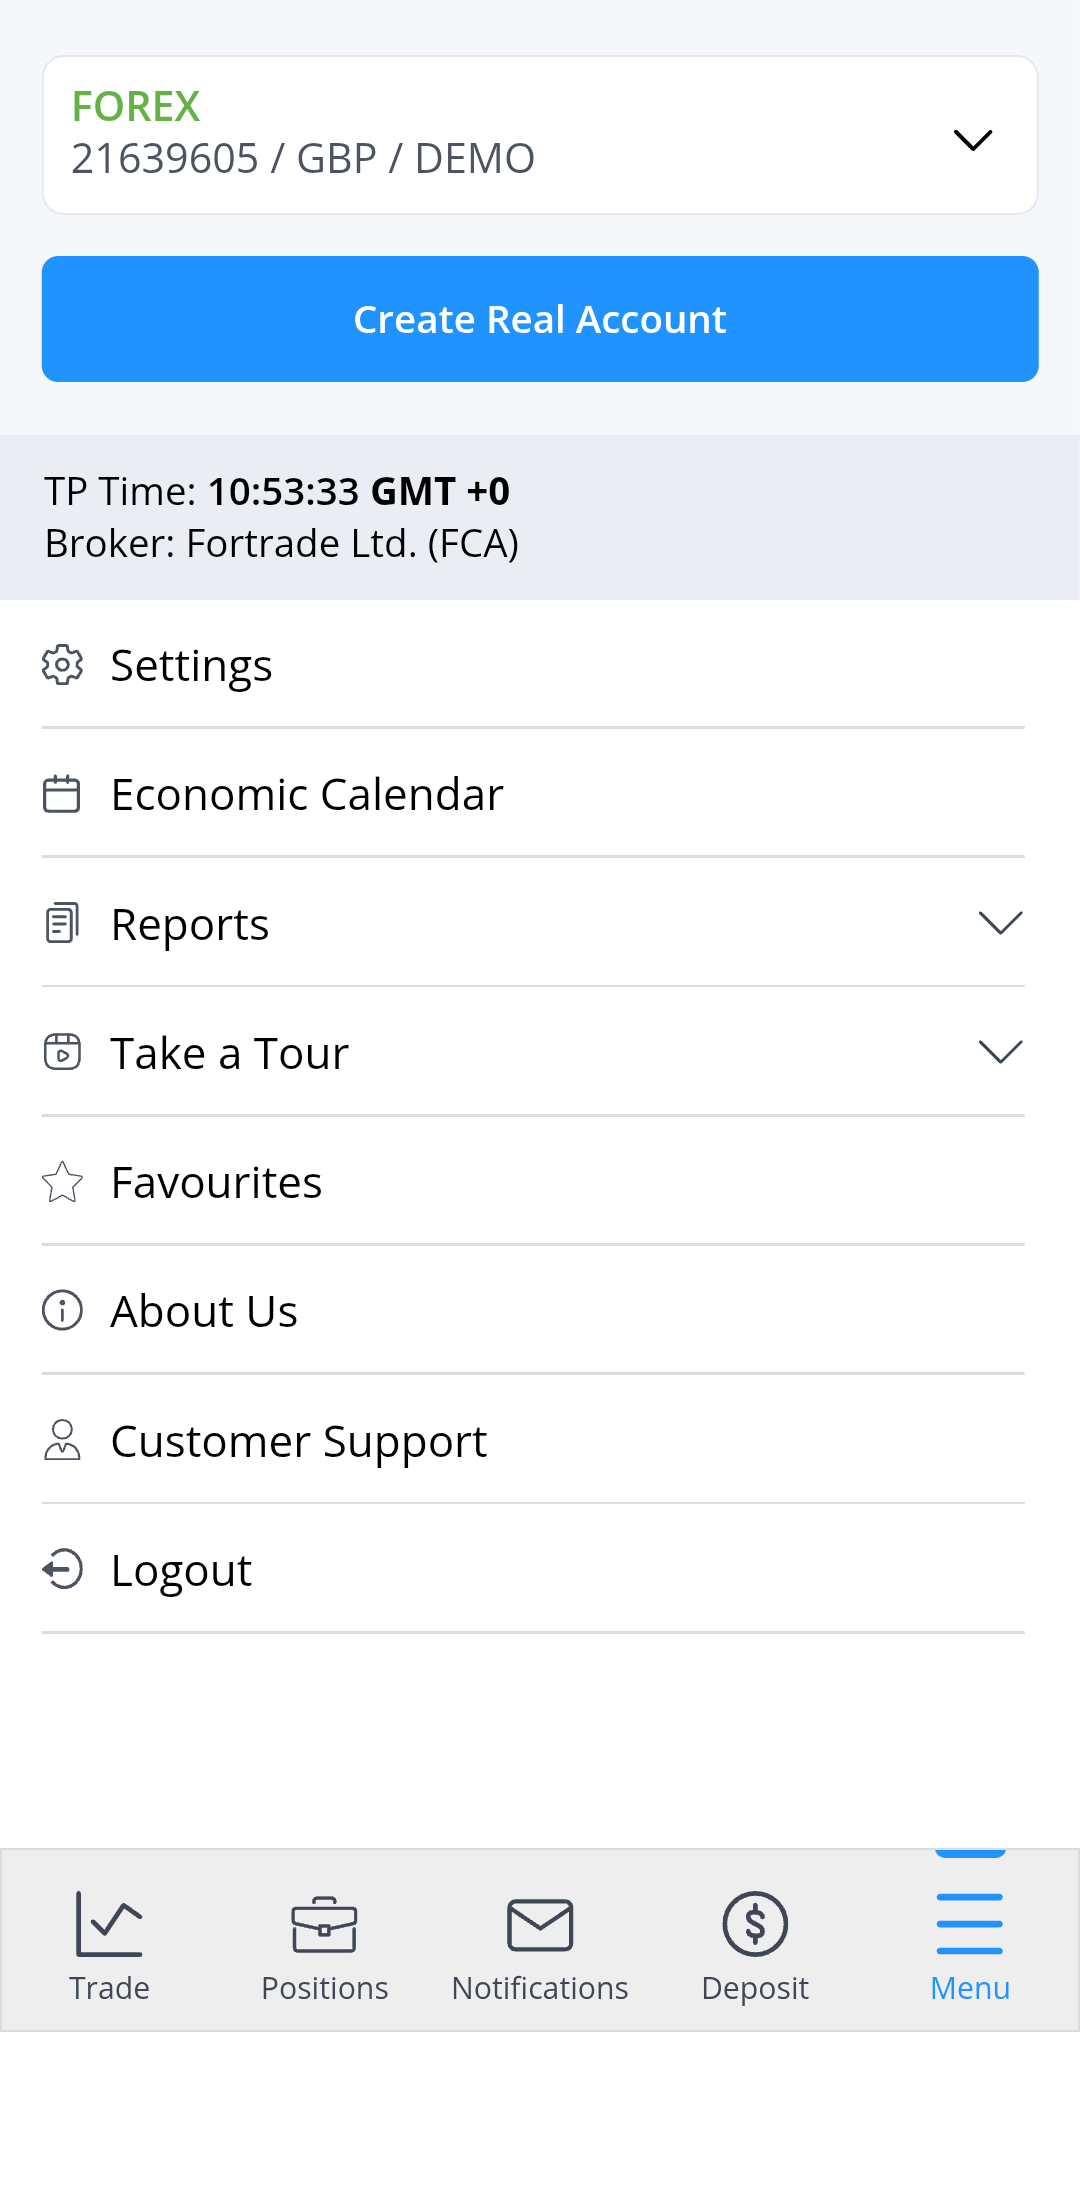 FOREX
21639605 / GBP / DEMO
Create Real Account
TP Time: 10:53:33 GMT +0
Broker: Fortrade Ltd. (FCA)
Settings
Economic Calendar
Reports
Take a Tour
Favourites
About Us
Customer Support
Logout
Trade
Positions
Notifications
Deposit
Menu